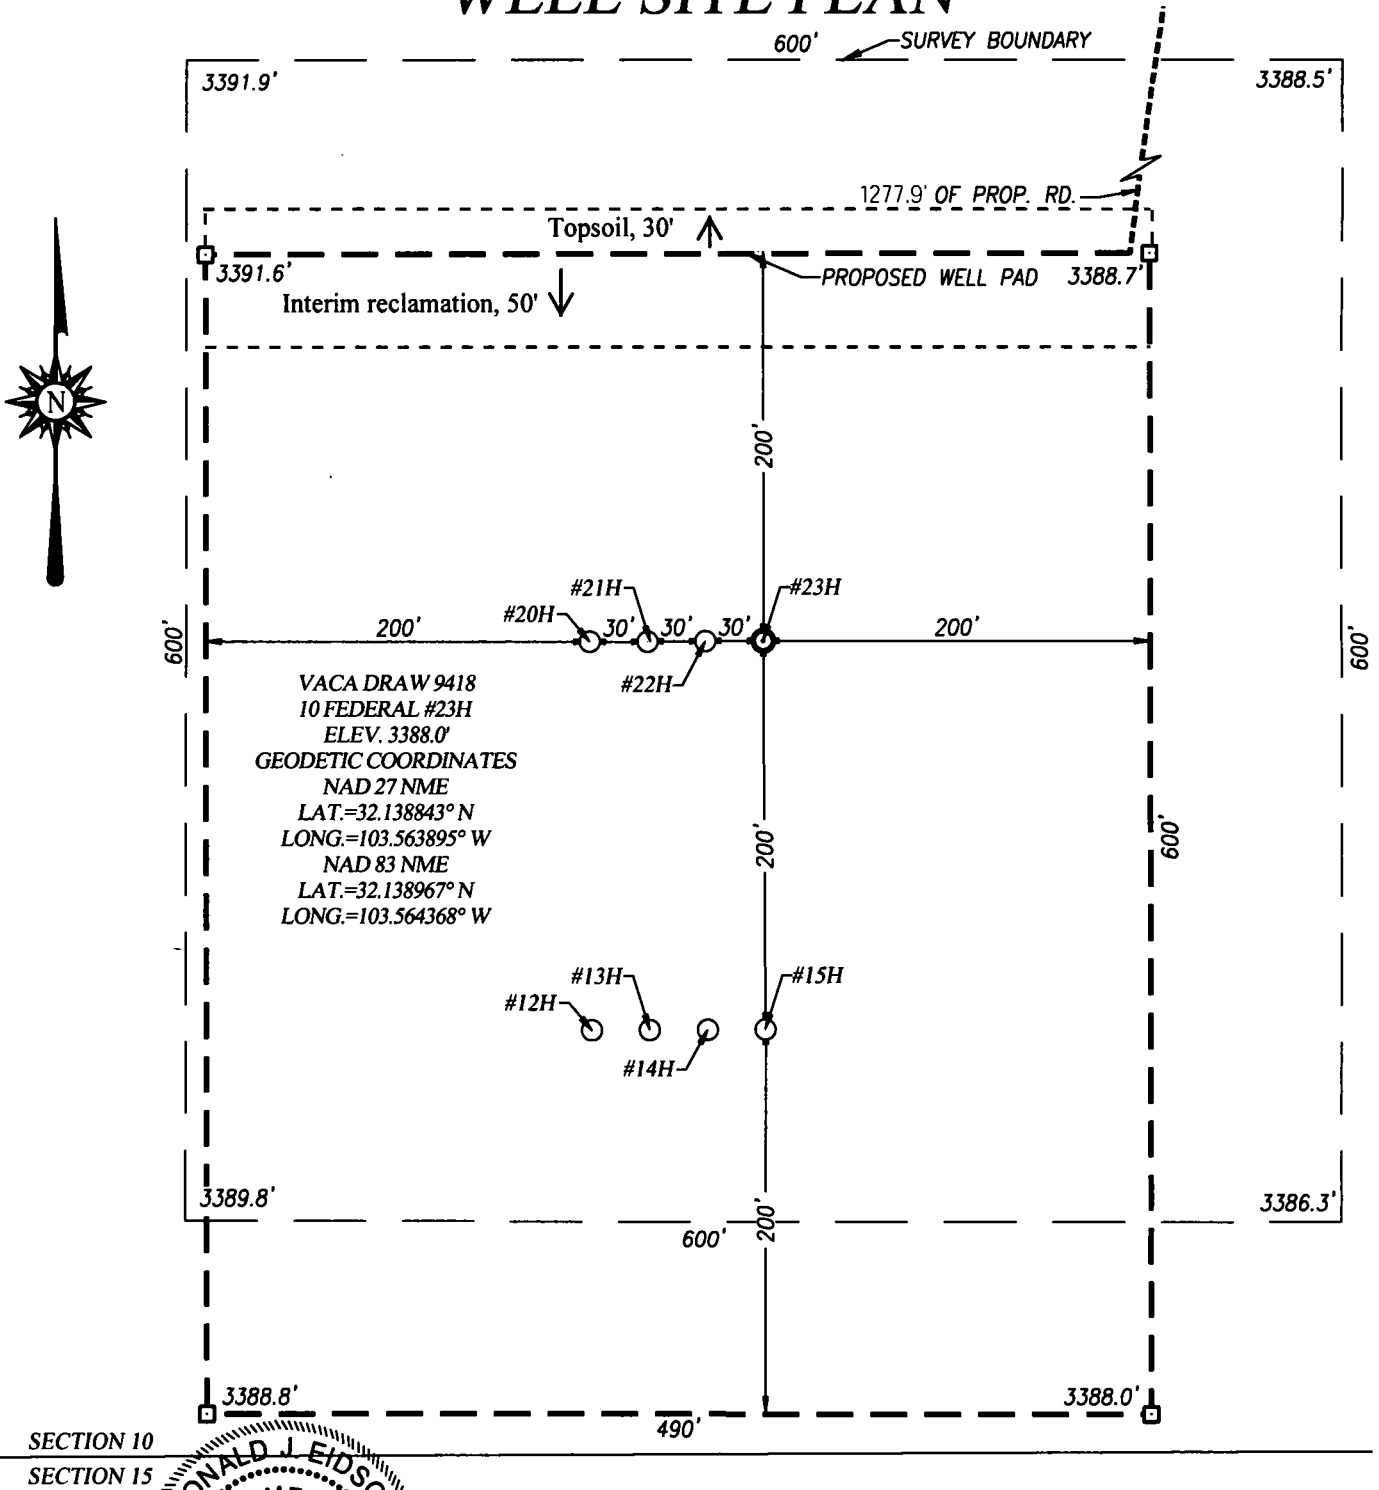 WELL SITE PLAN
600' SURVEY BOUNDARY
3391.9' 3388.5'
1277.9' OF PROP. RD.
Topsoil, 30'
3391.6' PROPOSED WELL PAD 3388.7'
Interim reclamation, 50'
N
200'
#21H #23H
#20H
200' 30' 30' 30' 200'
600' 600'
#22H
VACA DRAW 9418
10 FEDERAL #23H
ELEV. 3388.0'
GEODETIC COORDINATES
NAD 27 NME
LAT.=32.138843° N
LONG.=103.563895° W
NAD 83 NME
LAT.=32.138967° N
LONG.=103.564368° W
200' 600'
#13H #15H
#12H
#14H
3389.8' 3386.3'
600' 200'
3388.8' 3388.0'
490'
SECTION 10
SECTION 15